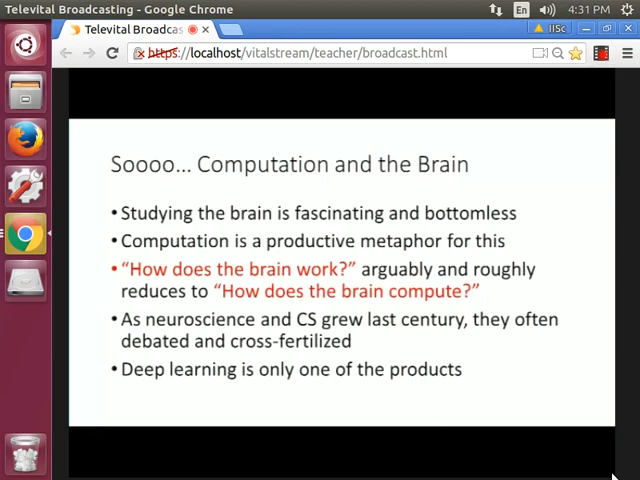 Televital Broadcasting - Google Chrome
En
4:31 PM
Televital Broadcas
IISc
https://localhost/vitalstream/teacher/broadcast.html
Soooo... Computation and the Brain
• Studying the brain is fascinating and bottomless
• Computation is a productive metaphor for this
• “How does the brain work?” arguably and roughly
reduces to “How does the brain compute?”
• As neuroscience and CS grew last century, they often
debated and cross-fertilized
• Deep learning is only one of the products